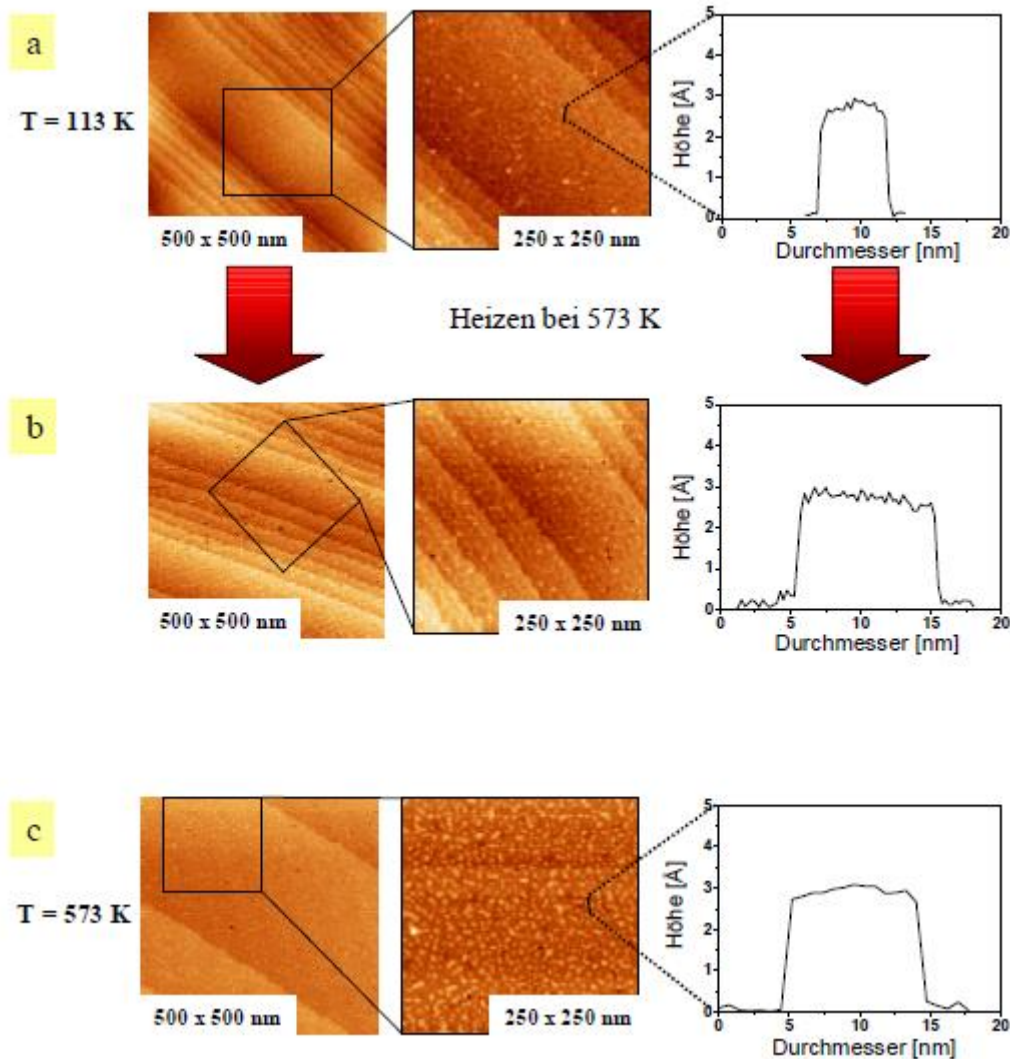 a
T = 113 K
500 x 500 nm
250 x 250 nm
Höhe [Å]
5
4
3
2
1
0
0 5 10 15 20
Durchmesser [nm]
Heizen bei 573 K
b
500 x 500 nm
250 x 250 nm
Höhe [Å]
5
4
3
2
1
0
0 5 10 15 20
Durchmesser [nm]
c
T = 573 K
500 x 500 nm
250 x 250 nm
Höhe [Å]
5
4
3
2
1
0
0 5 10 15 20
Durchmesser [nm]